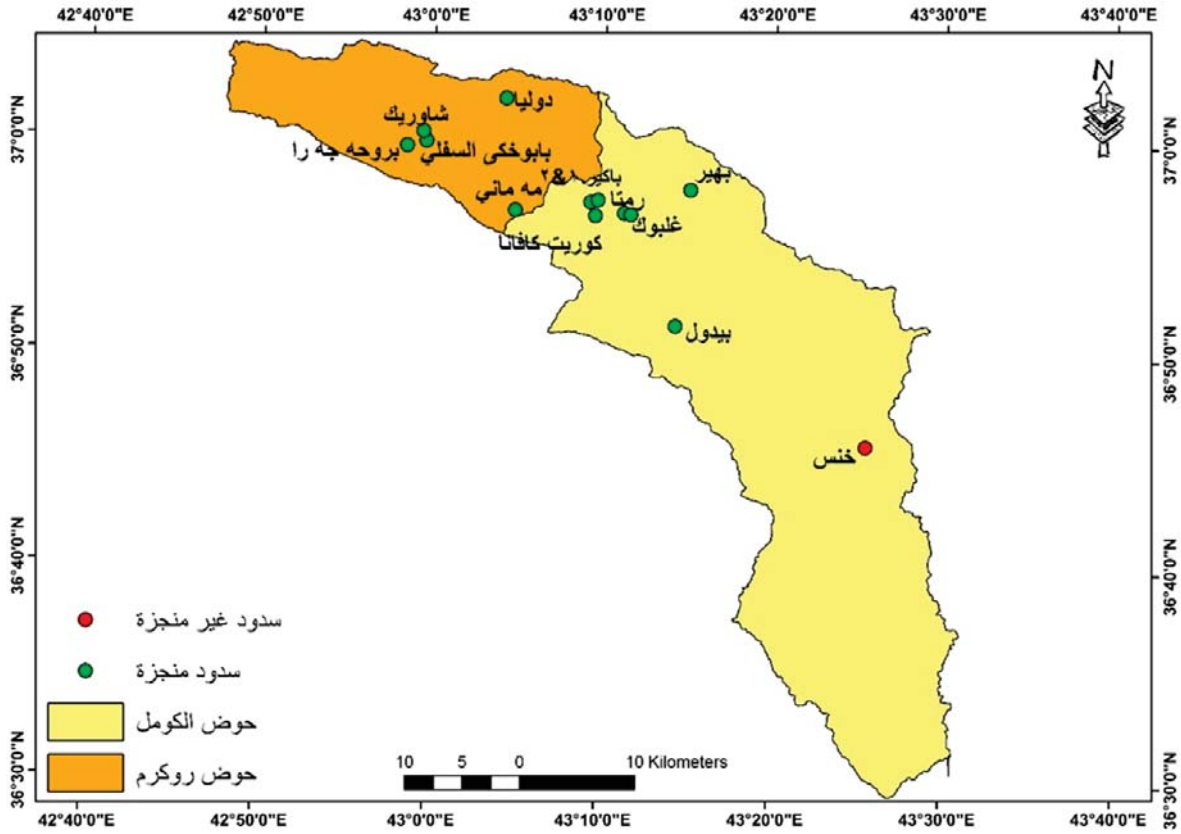 42°40'0"E 42°50'0"E 43°0'0"E 43°10'0"E 43°20'0"E 43°30'0"E 43°40'0"E
N
37°0'0"N
37°0'0"N
دوليا
شاوريك
بابوخكى السفلي
بروحه جه را
باكيرا ١&٢
مه ماني
بهير
رمتا
غلبوك
كوريت كافانا
36°50'0"N
36°50'0"N
بيدول
خنس
36°40'0"N
36°40'0"N
سدود غير منجزة
سدود منجزة
حوض الكومل
حوض روكرم
36°30'0"N
36°30'0"N
10 5 0 10 Kilometers
42°40'0"E 42°50'0"E 43°0'0"E 43°10'0"E 43°20'0"E 43°30'0"E 43°40'0"E